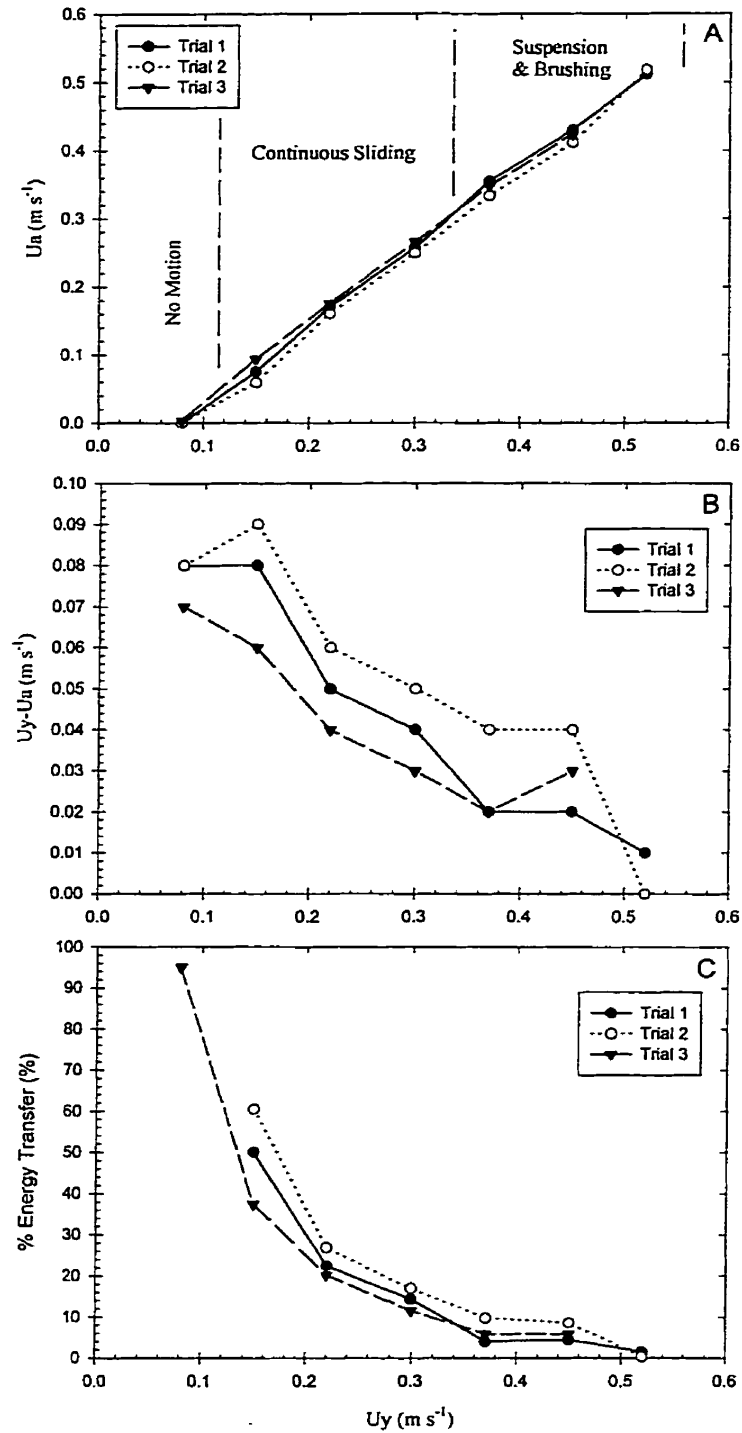 A
Trial 1
Trial 2
Trial 3
Suspension
& Brushing
Continuous Sliding
No Motion
Ua (m s⁻¹)
0.6
0.5
0.4
0.3
0.2
0.1
0.0
0.0 0.1 0.2 0.3 0.4 0.5 0.6
B
Trial 1
Trial 2
Trial 3
Uy-Ua (m s⁻¹)
0.10
0.09
0.08
0.07
0.06
0.05
0.04
0.03
0.02
0.01
0.00
0.0 0.1 0.2 0.3 0.4 0.5 0.6
C
Trial 1
Trial 2
Trial 3
% Energy Transfer (%)
100
90
80
70
60
50
40
30
20
10
0
0.0 0.1 0.2 0.3 0.4 0.5 0.6
Uy (m s⁻¹)